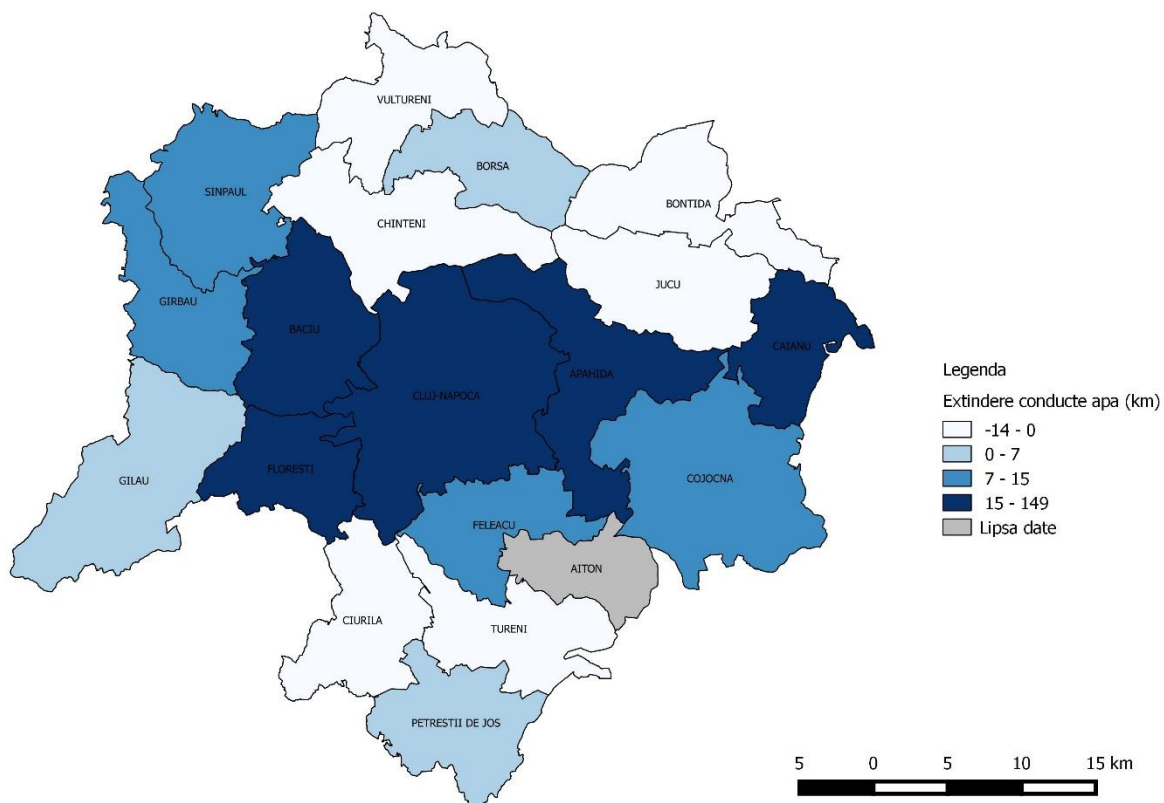 VULTURENI
BORSA
SINPAUL
BONTIDA
CHINTENI
JUCU
GIRBAU
BACIU
CAIANU
APAHIDA
CLUJ-NAPOCA
FLORESTI
GILAU
COJOCNA
FELEACU
AITON
CIURILA
TURENI
PETRESTII DE JOS
Legenda
Extindere conducte apa (km)
-14 - 0
0 - 7
7 - 15
15 - 149
Lipsa date
5 0 5 10 15 km